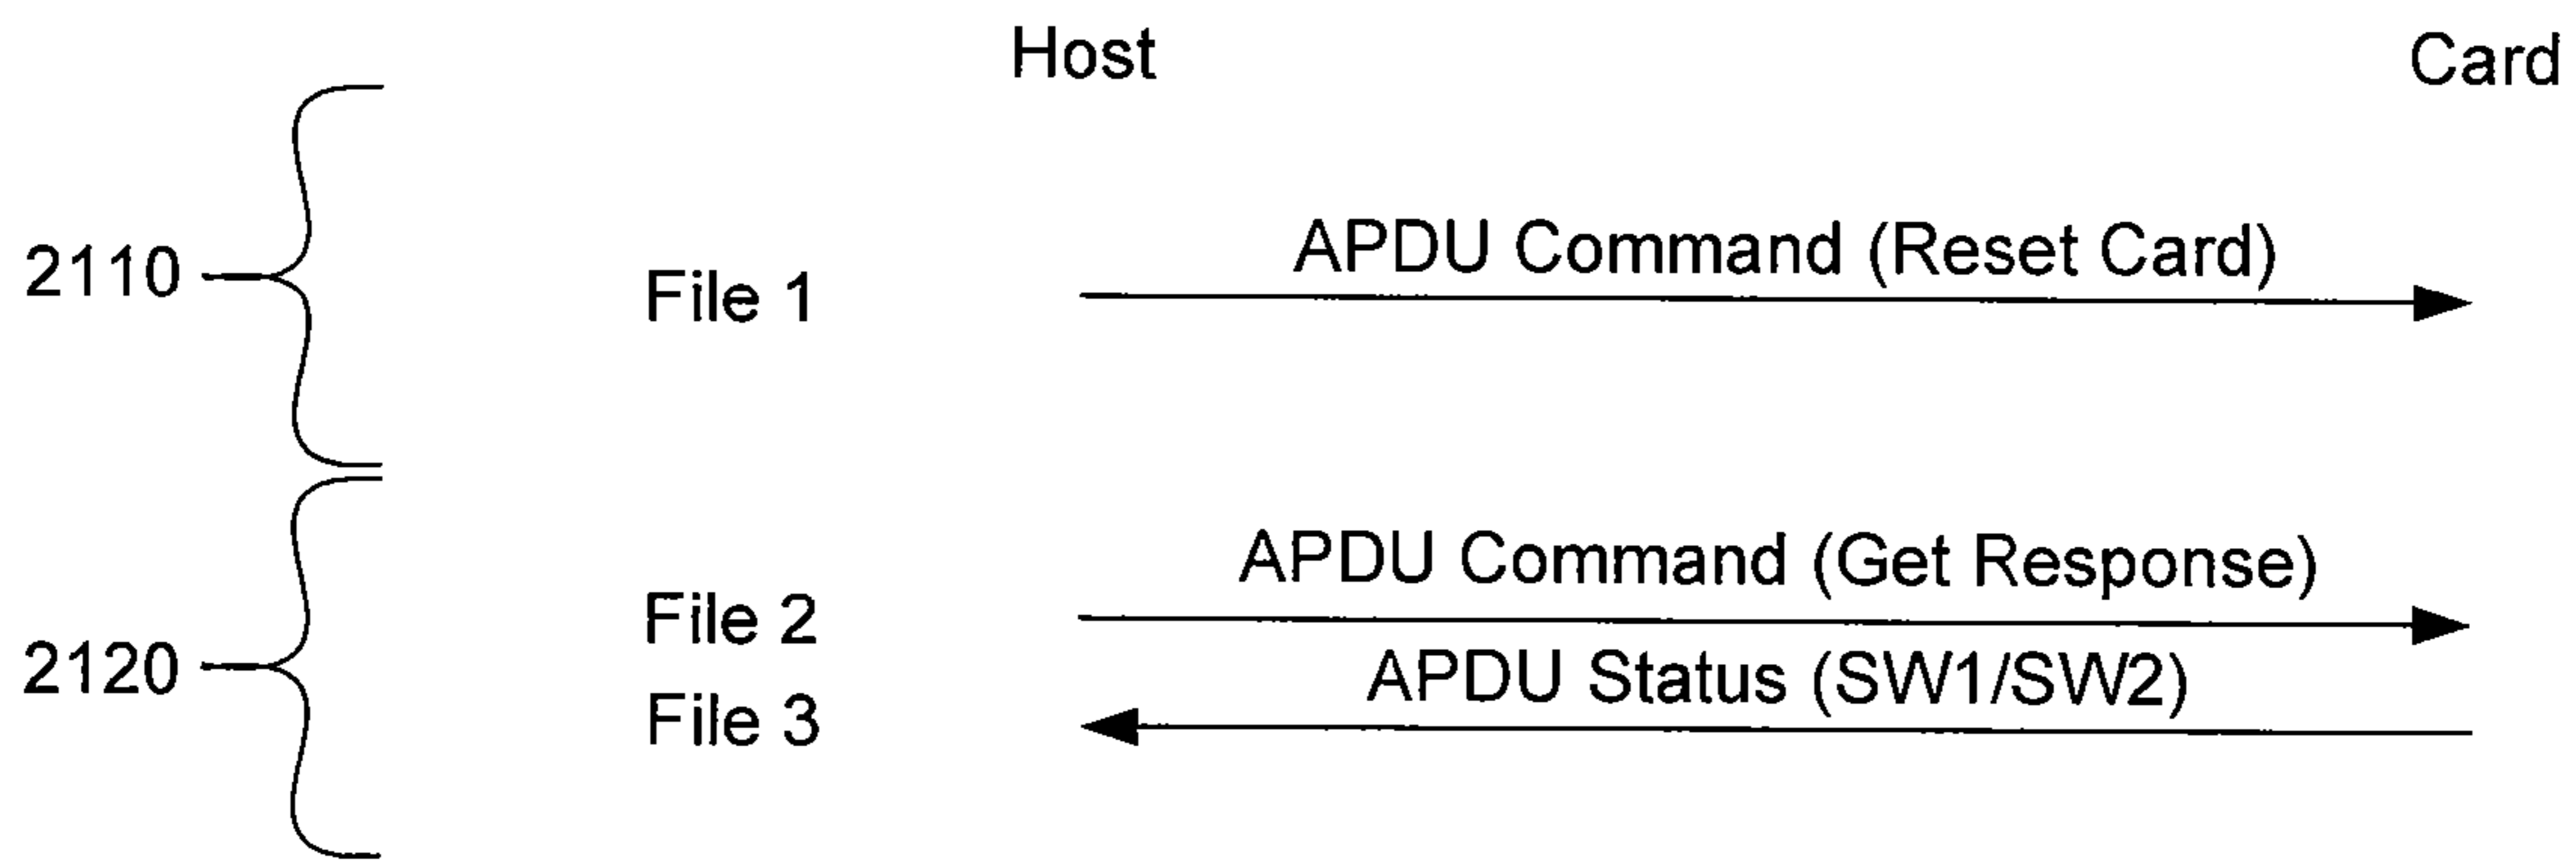 Host Card
2110 File 1 APDU Command (Reset Card)
APDU Command (Get Response)
File 2
2120 APDU Status (SW1/SW2)
File 3